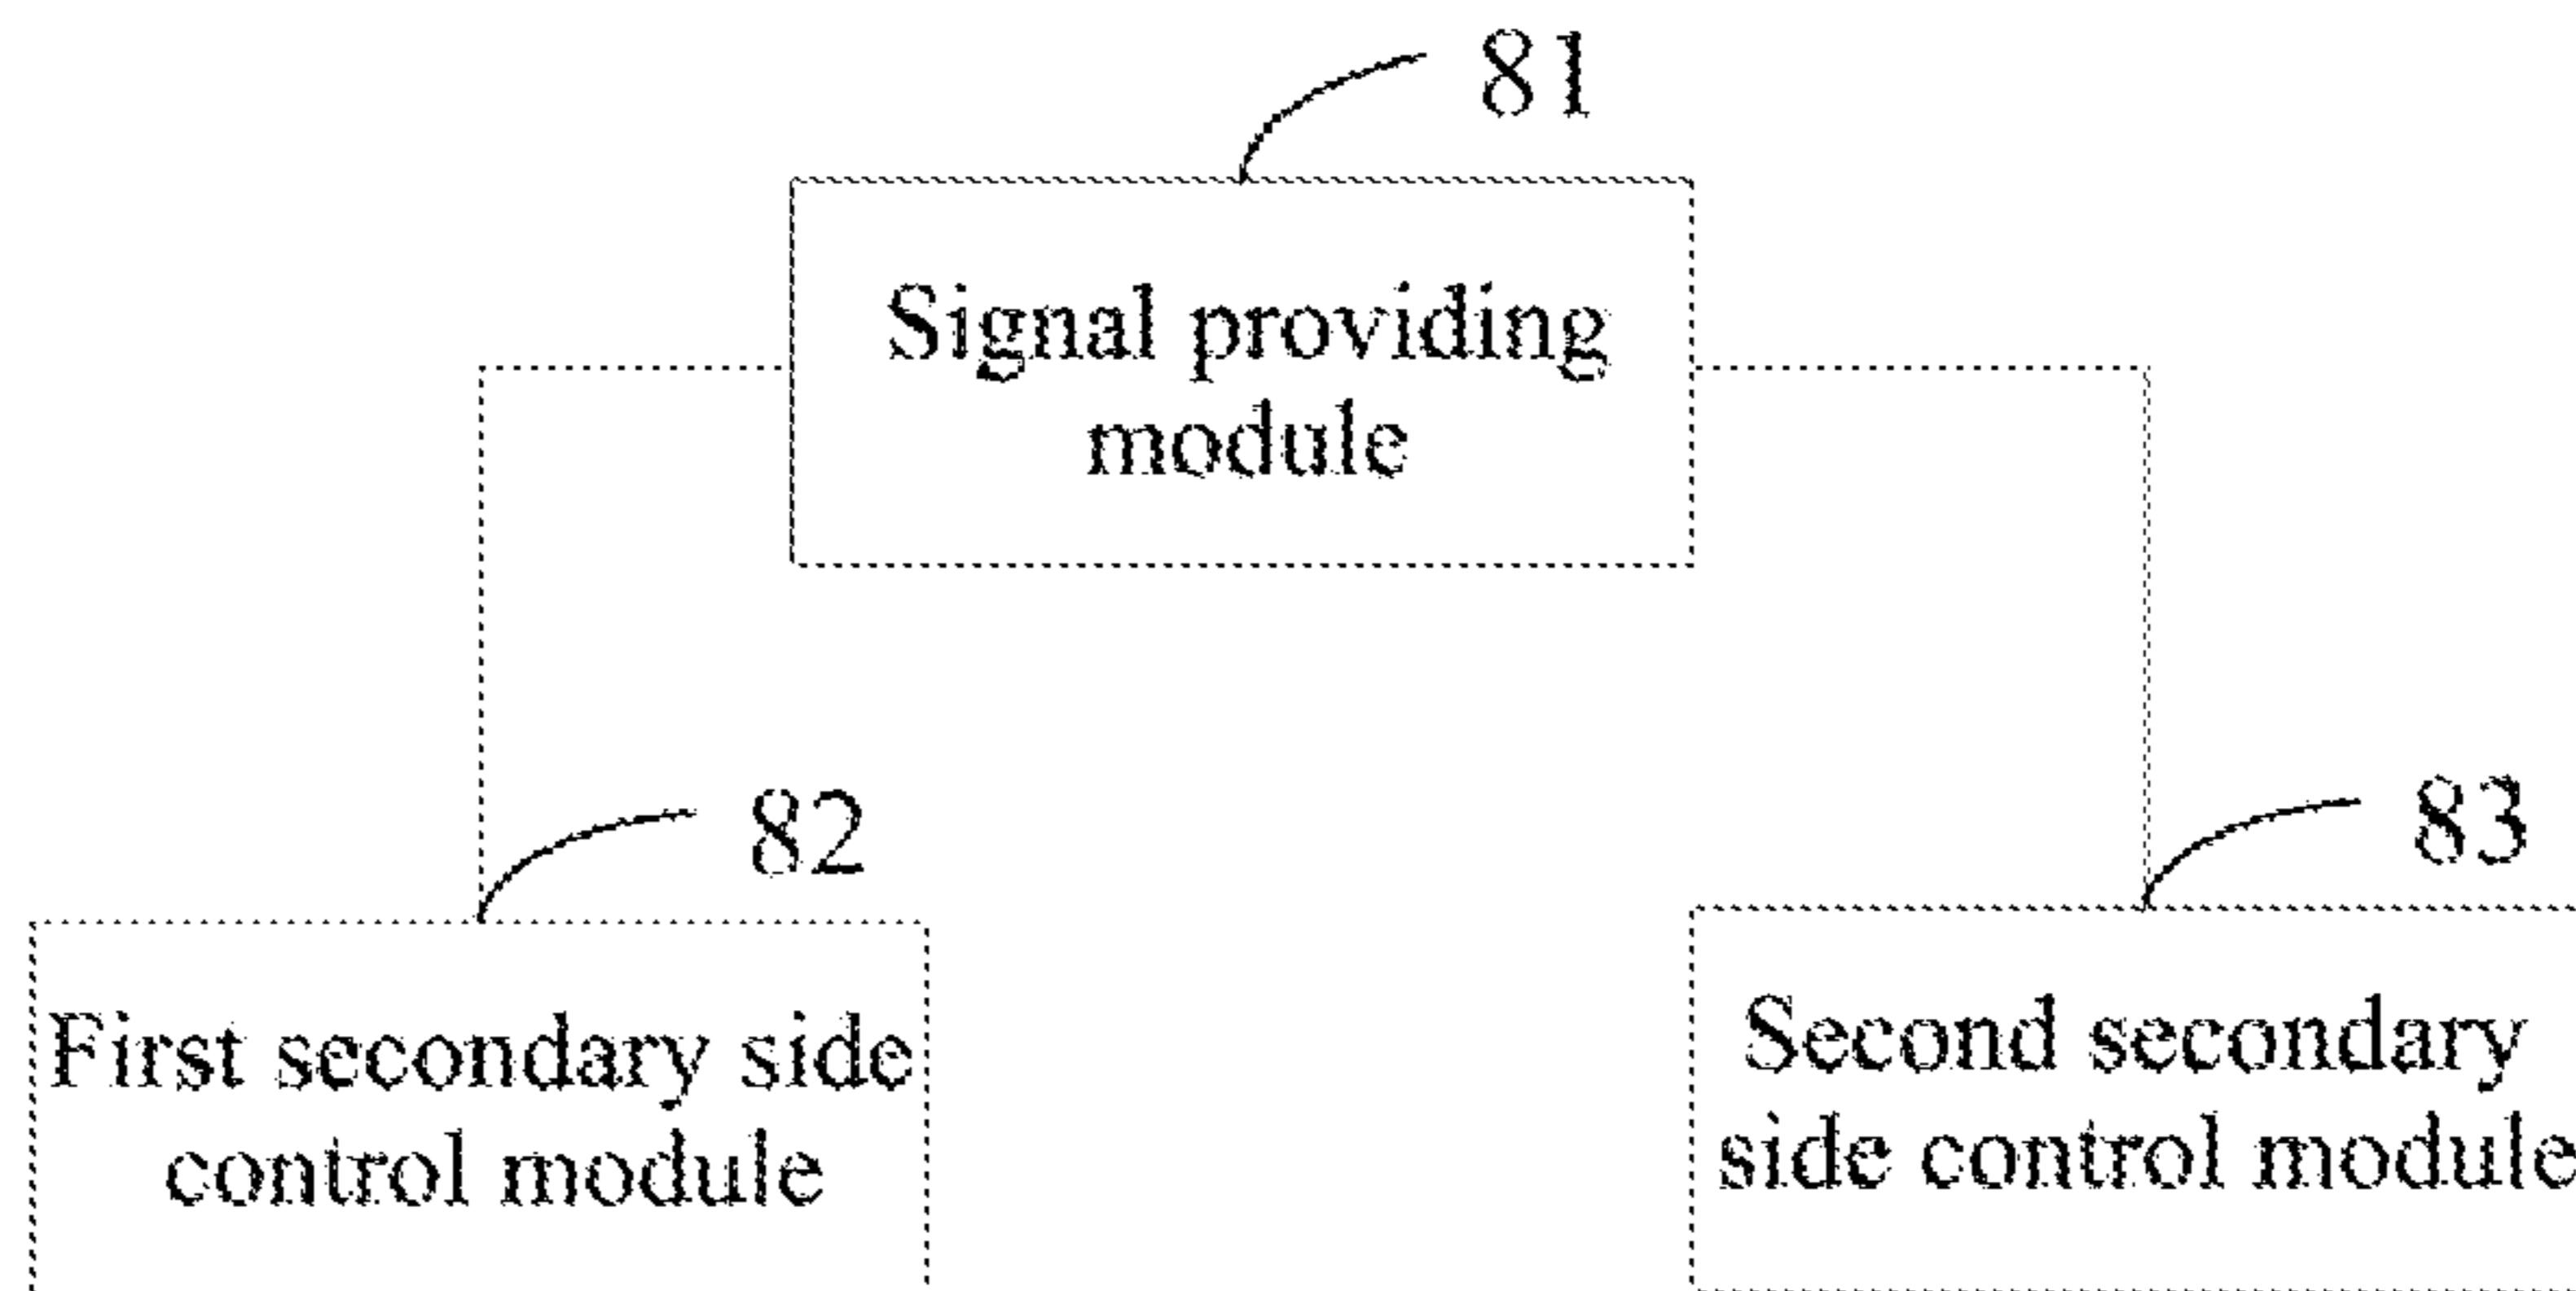 81
Signal providing
module
82
83
First secondary side
control module
Second secondary
side control module